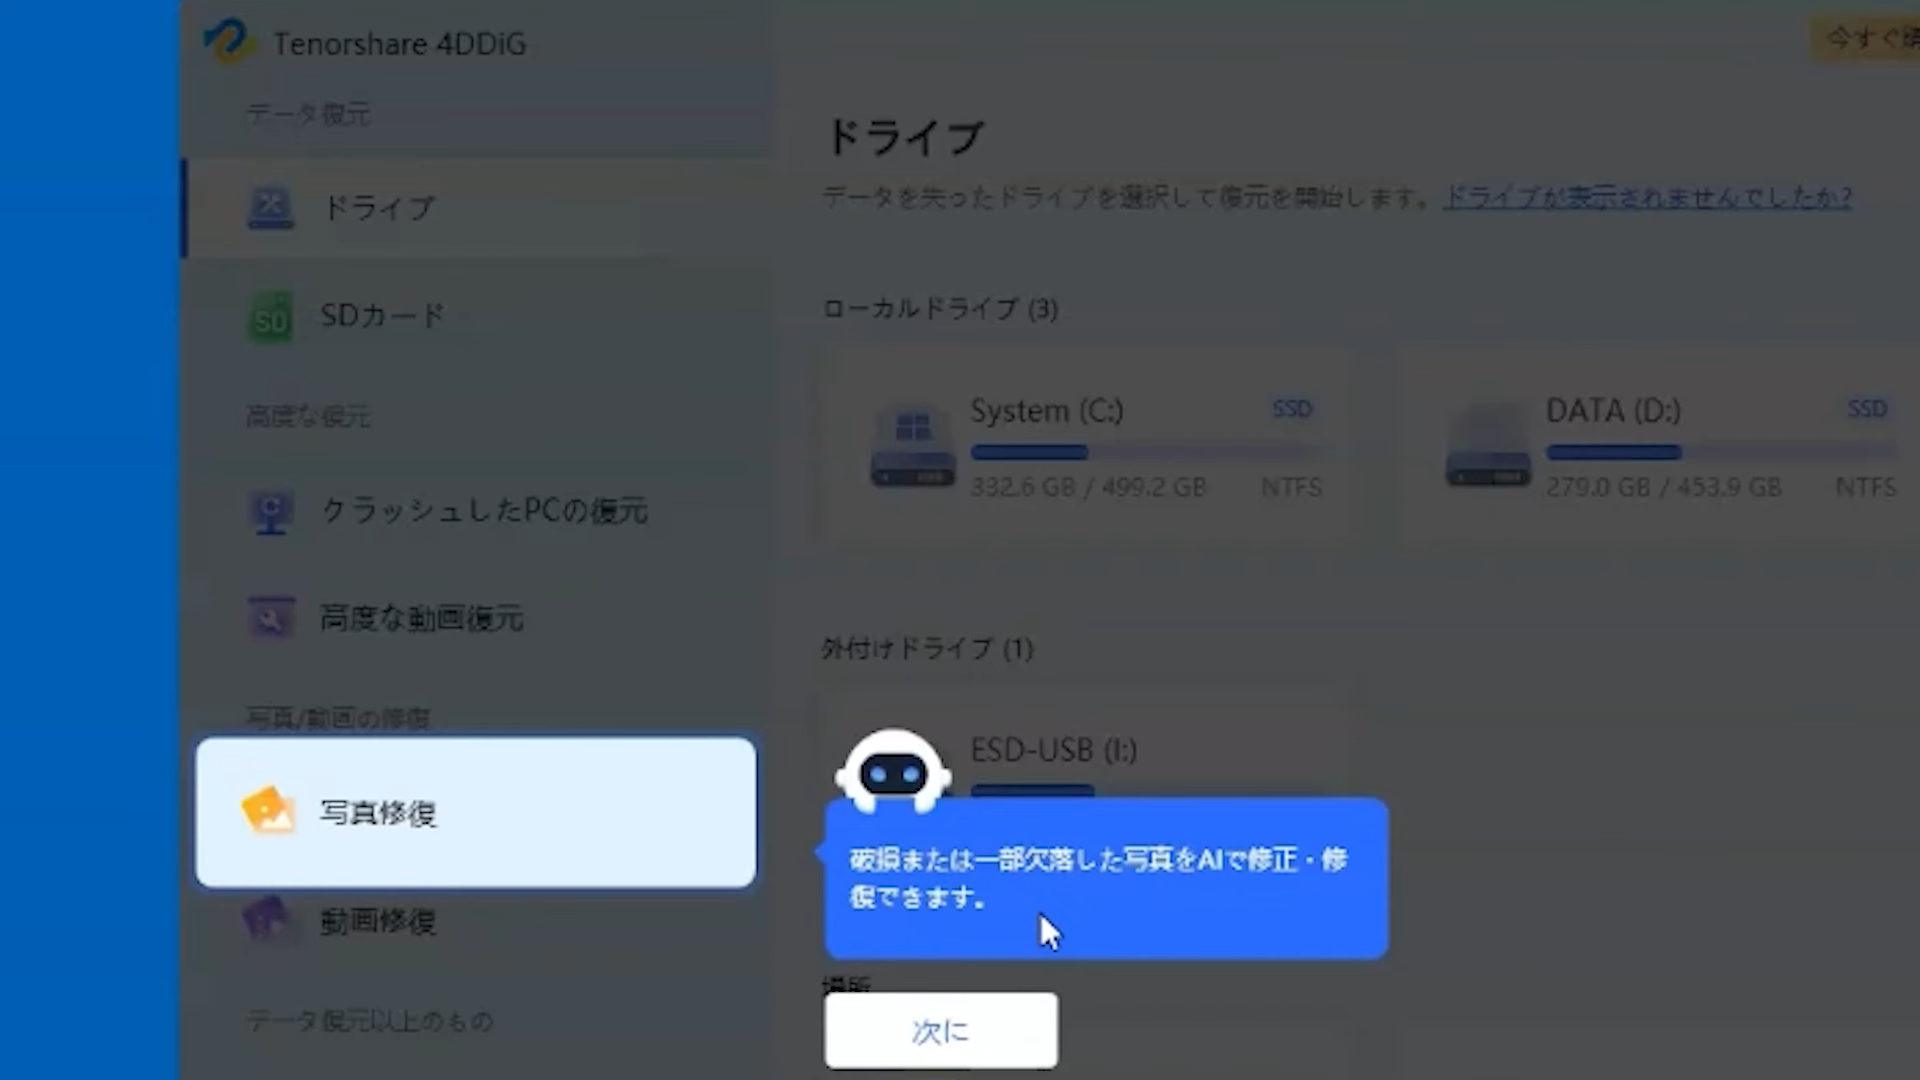 Tenorshare 4DDiG
今すぐ購
データ復元
ドライブ
SDカード
高度な復元
クラッシュしたPCの復元
高度な動画復元
写真/動画の修復
写真修復
動画修復
データ復元以上のもの
ドライブ
データを失ったドライブを選択して復元を開始します。ドライブが表示されませんでしたか?
ローカルドライブ (3)
System (C:) SSD
332.6 GB / 499.2 GB NTFS
DATA (D:) SSD
279.0 GB / 453.9 GB NTFS
外付けドライブ (1)
ESD-USB (I:)
破損または一部欠落した写真をAIで修正・修
復できます。
場所
次に